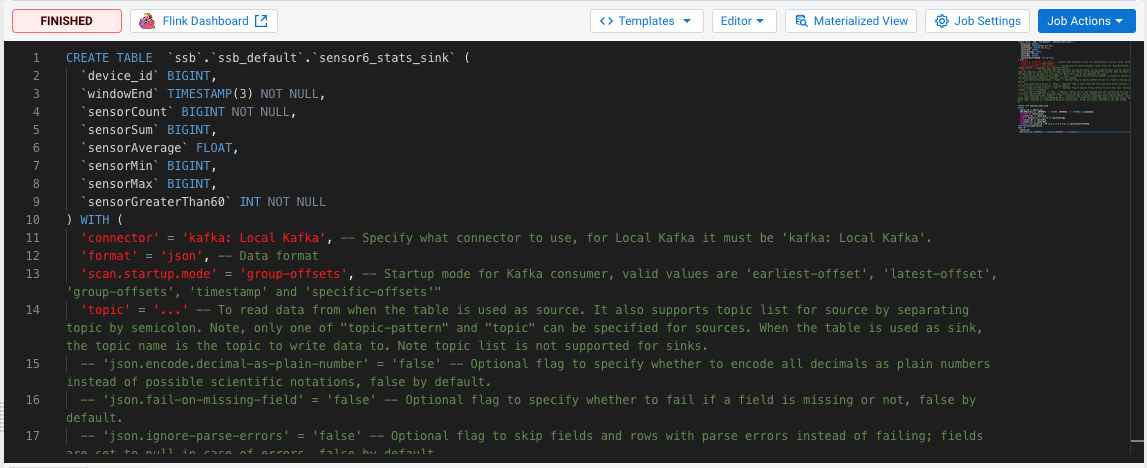 FINISHED
Flink Dashboard
<> Templates
Editor
Materialized View
Job Settings
Job Actions
1 CREATE TABLE `ssb`.`ssb_default`.`sensor6_stats_sink` (
2 `device_id` BIGINT,
3 `windowEnd` TIMESTAMP(3) NOT NULL,
4 `sensorCount` BIGINT NOT NULL,
5 `sensorSum` BIGINT,
6 `sensorAverage` FLOAT,
7 `sensorMin` BIGINT,
8 `sensorMax` BIGINT,
9 `sensorGreaterThan60` INT NOT NULL
10 ) WITH (
11 'connector' = 'kafka: Local Kafka', -- Specify what connector to use, for Local Kafka it must be 'kafka: Local Kafka'.
12 'format' = 'json', -- Data format
13 'scan.startup.mode' = 'group-offsets', -- Startup mode for Kafka consumer, valid values are 'earliest-offset', 'latest-offset',
'group-offsets', 'timestamp' and 'specific-offsets'"
14 'topic' = '...' -- To read data from when the table is used as source. It also supports topic list for source by separating
topic by semicolon. Note, only one of "topic-pattern" and "topic" can be specified for sources. When the table is used as sink,
the topic name is the topic to write data to. Note topic list is not supported for sinks.
15 -- 'json.encode.decimal-as-plain-number' = 'false' -- Optional flag to specify whether to encode all decimals as plain numbers
instead of possible scientific notations, false by default.
16 -- 'json.fail-on-missing-field' = 'false' -- Optional flag to specify whether to fail if a field is missing or not, false by
default.
17 -- 'json.ignore-parse-errors' = 'false' -- Optional flag to skip fields and rows with parse errors instead of failing; fields
are set to null in case of errors, false by default